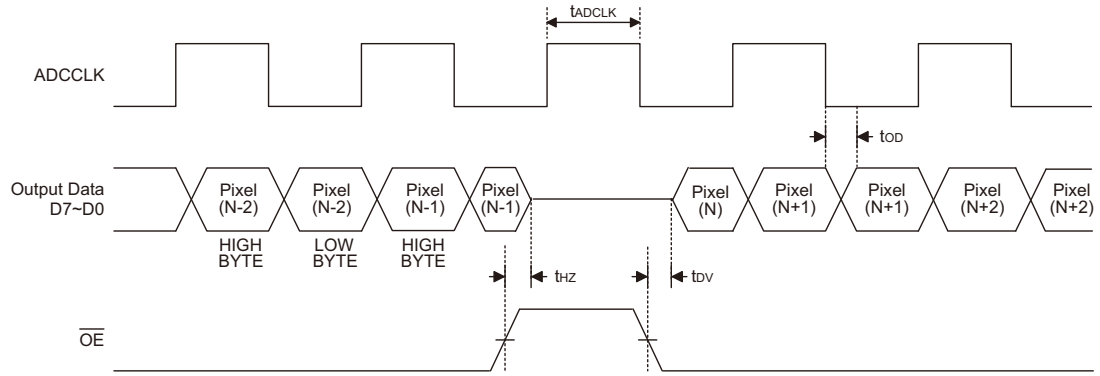 tADCLK
ADCCLK
tOD
Output Data
D7~D0
Pixel
(N-2)
Pixel
(N-2)
Pixel
(N-1)
Pixel
(N-1)
Pixel
(N)
Pixel
(N+1)
Pixel
(N+1)
Pixel
(N+2)
Pixel
(N+2)
HIGH
BYTE
LOW
BYTE
HIGH
BYTE
tHZ
tDV
OE